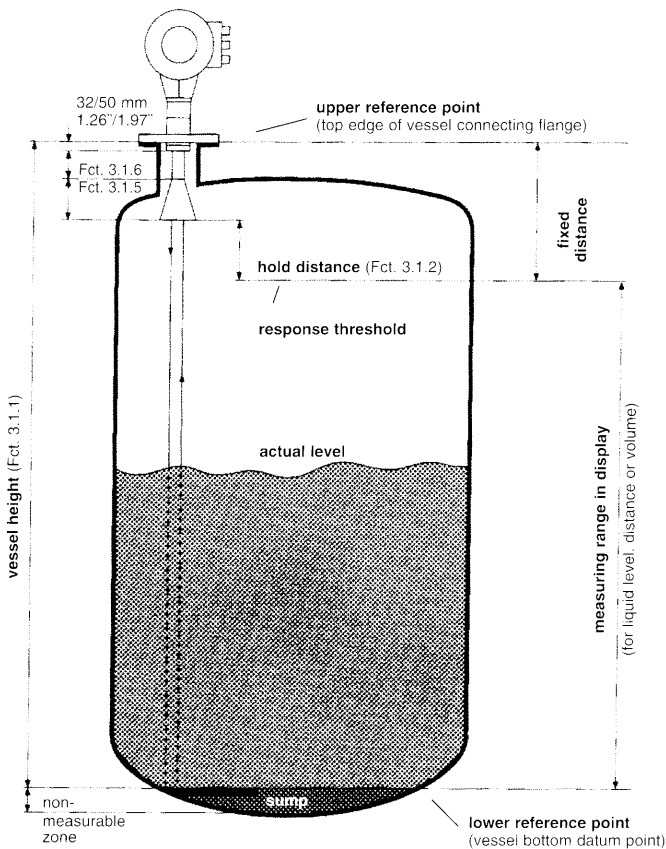 32/50 mm
1.26"/1.97"
upper reference point
(top edge of vessel connecting flange)
Fct. 3.1.6
Fct. 3.1.5
fixed
distance
hold distance (Fct. 3.1.2)
response threshold
actual level
vessel height (Fct. 3.1.1)
measuring range in display
(for liquid level. distance or volume)
sump
non-
measurable
zone
lower reference point
(vessel bottom datum point)